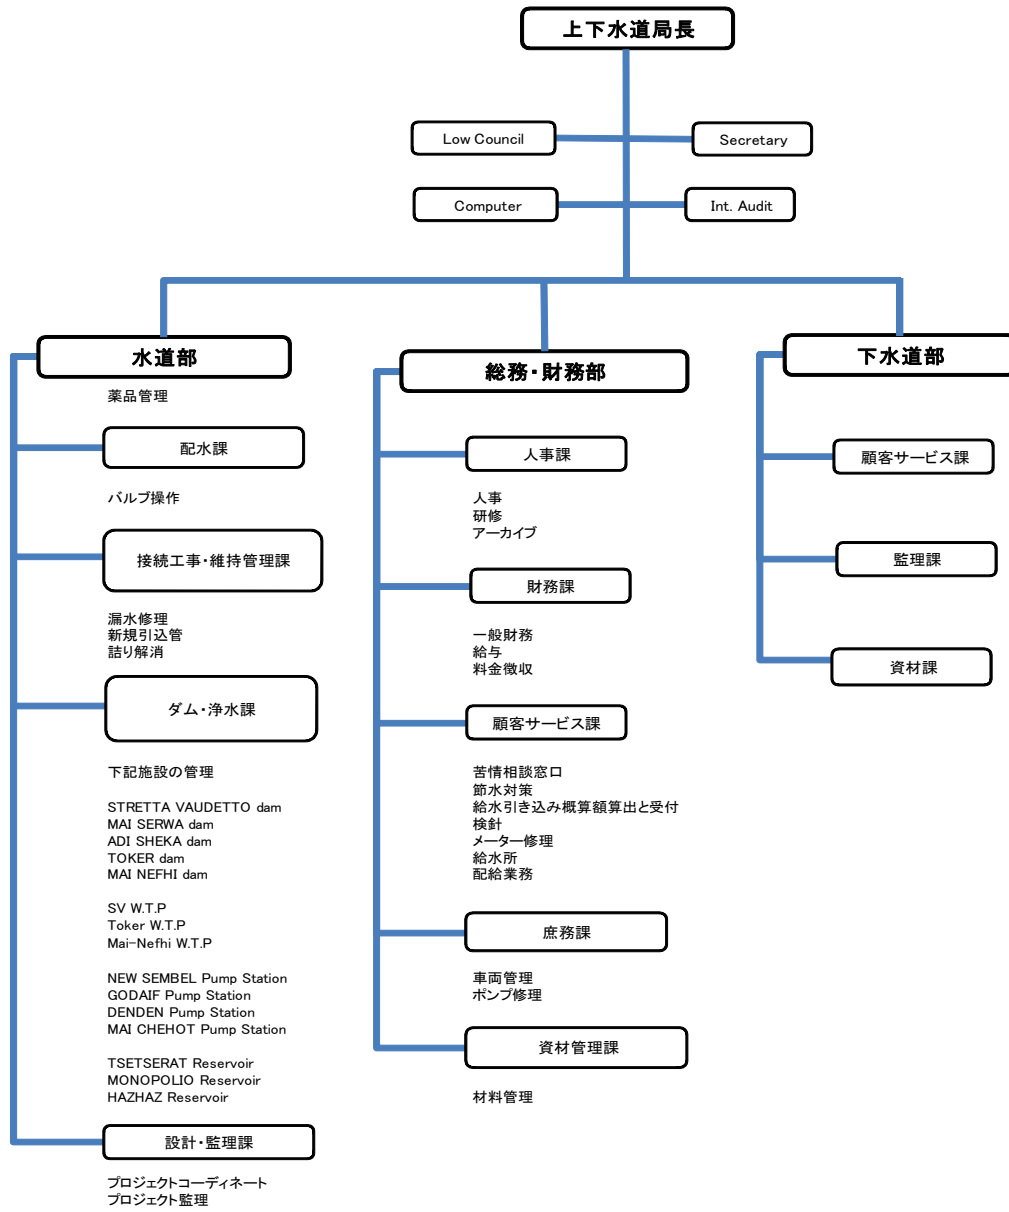 上下水道局長
Low Council
Secretary
Computer
Int. Audit
水道部
薬品管理
配水課
バルブ操作
接続工事・維持管理課
漏水修理
新規引込管
詰り解消
ダム・浄水課
下記施設の管理
STRETTA VAUDETTO dam
MAI SERWA dam
ADI SHEKA dam
TOKER dam
MAI NEFHI dam
SV W.T.P
Toker W.T.P
Mai-Nefhi W.T.P
NEW SEMBEL Pump Station
GODAIF Pump Station
DENDEN Pump Station
MAI CHEHOT Pump Station
TSETSERAT Reservoir
MONOPOLIO Reservoir
HAZHAZ Reservoir
設計・監理課
プロジェクトコーディネート
プロジェクト監理
総務・財務部
人事課
人事
研修
アーカイブ
財務課
一般財務
給与
料金徴収
顧客サービス課
苦情相談窓口
節水対策
給水引き込み概算額算出と受付
検針
メーター修理
給水所
配給業務
庶務課
車両管理
ポンプ修理
資材管理課
材料管理
下水道部
顧客サービス課
監理課
資材課